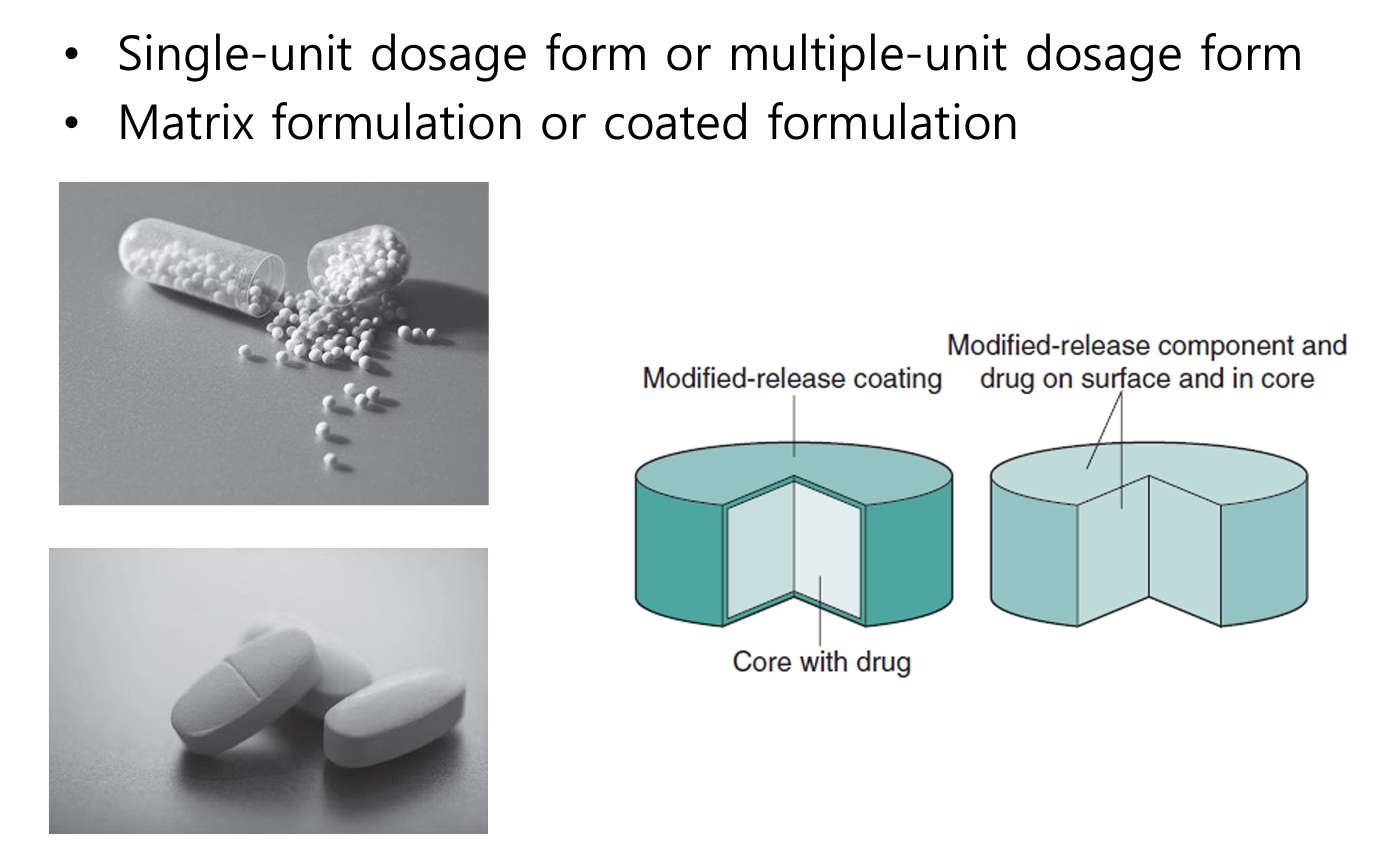 • Single-unit dosage form or multiple-unit dosage form
• Matrix formulation or coated formulation
Modified-release coating
Modified-release component and
drug on surface and in core
Core with drug